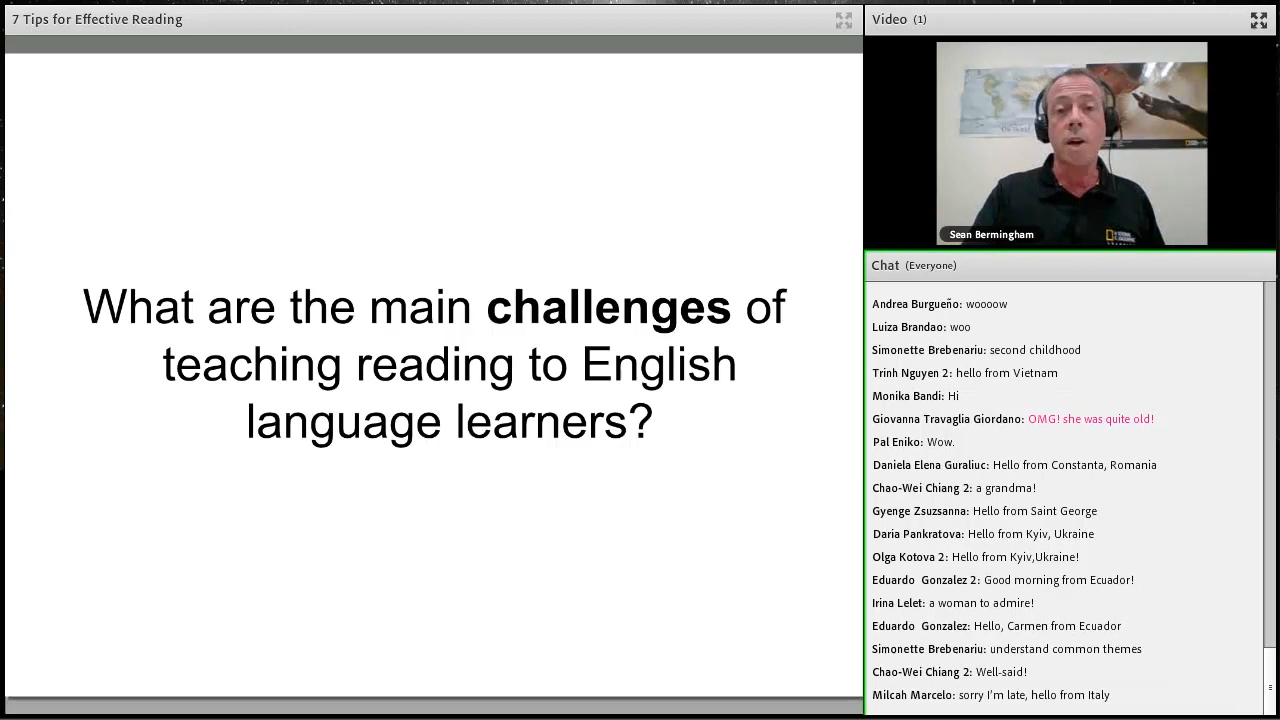 7 Tips for Effective Reading
What are the main challenges of
teaching reading to English
language learners?
Video (1)
Sean Bermingham
Chat (Everyone)
Andrea Burgueño: woooow
Luiza Brandao: woo
Simonette Brebenariu: second childhood
Trinh Nguyen 2: hello from Vietnam
Monika Bandi: Hi
Giovanna Travaglia Giordano: OMG! she was quite old!
Pal Eniko: Wow.
Daniela Elena Guraliuc: Hello from Constanta, Romania
Chao-Wei Chiang 2: a grandma!
Gyenge Zsuzsanna: Hello from Saint George
Daria Pankratova: Hello from Kyiv, Ukraine
Olga Kotova 2: Hello from Kyiv,Ukraine!
Eduardo  Gonzalez 2: Good morning from Ecuador!
Irina Lelet: a woman to admire!
Eduardo  Gonzalez: Hello, Carmen from Ecuador
Simonette Brebenariu: understand common themes
Chao-Wei Chiang 2: Well-said!
Milcah Marcelo: sorry I'm late, hello from Italy